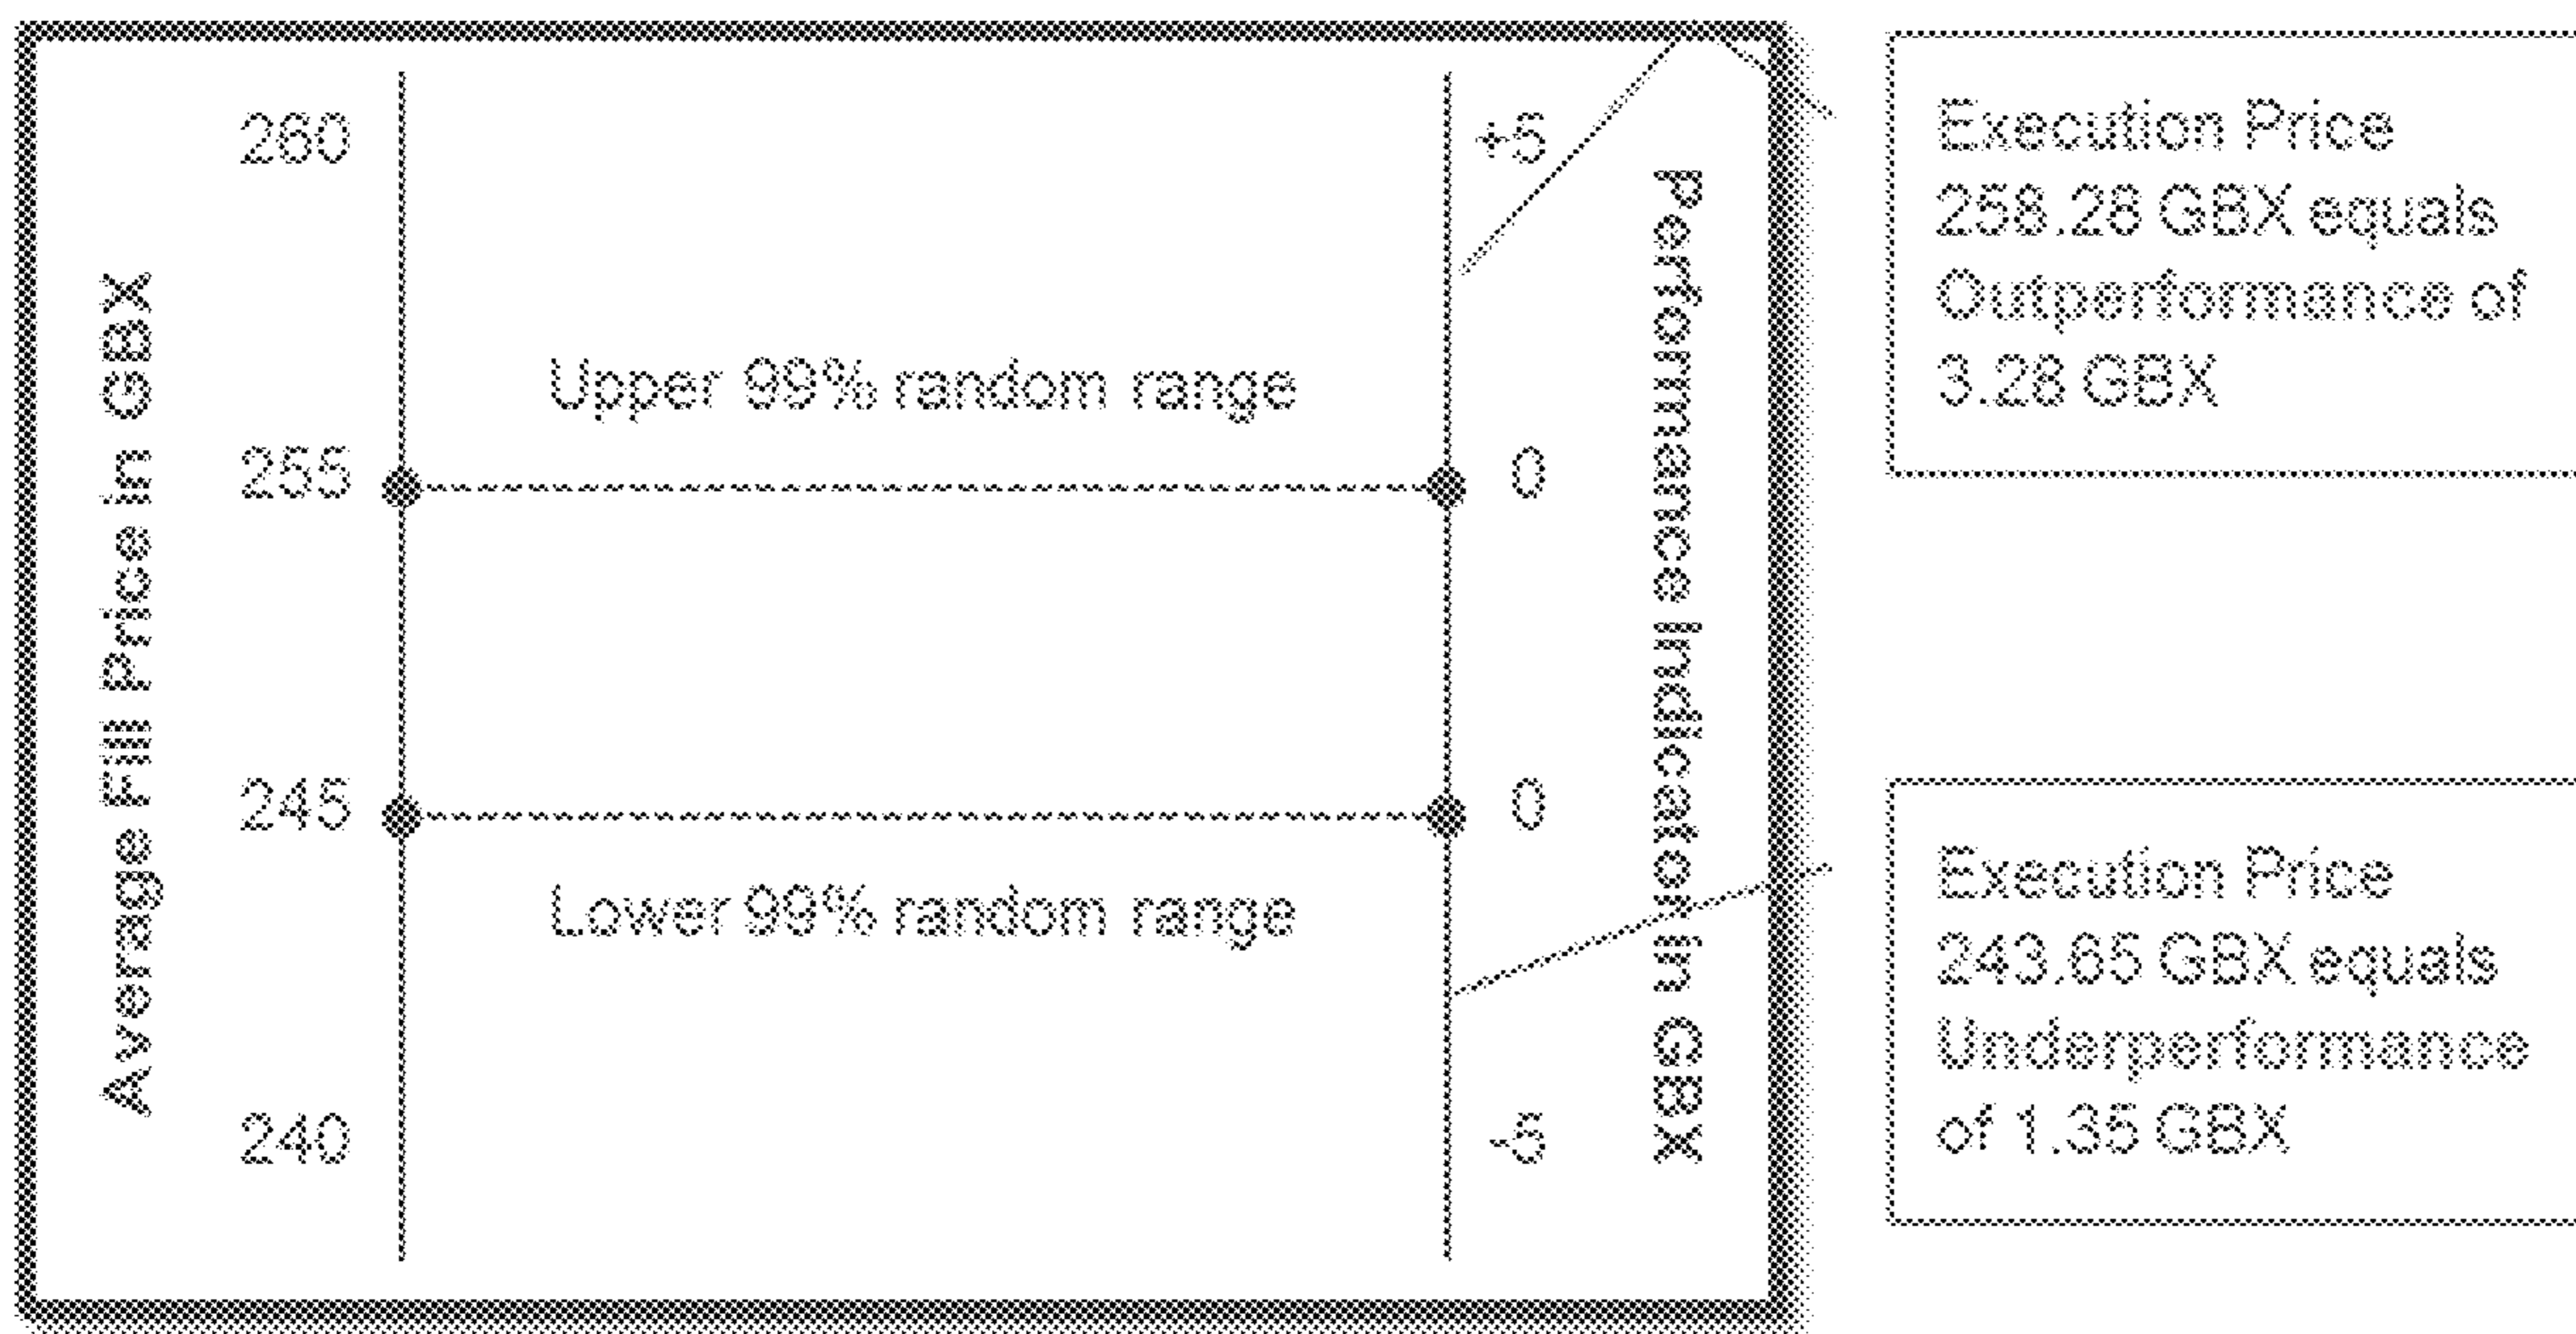 Average Fill Price in GBX
260
255
245
240
Upper 99% random range
Lower 99% random range
+5
0
0
-5
Performance Indicator in GBX
Execution Price
258.28 GBX equals
Outperformance of
3.28 GBX
Execution Price
243.65 GBX equals
Underperformance
of 1.35 GBX